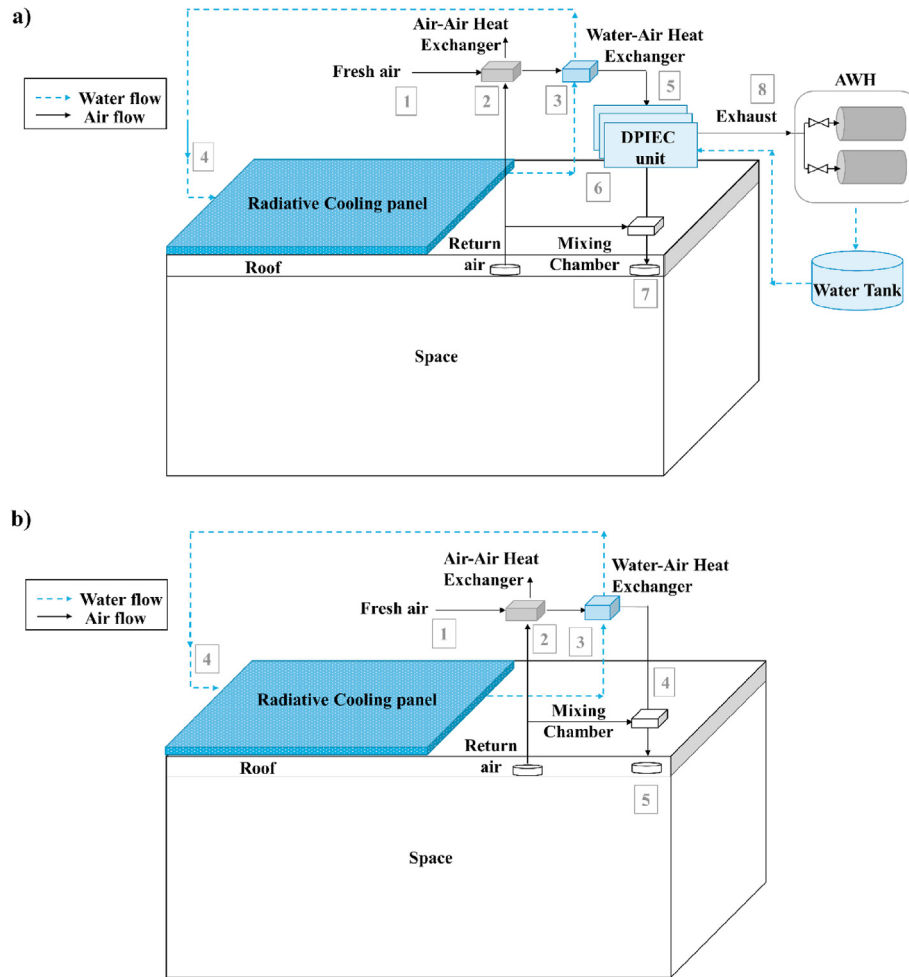 a)
Air-Air Heat
Exchanger
Water-Air Heat
Exchanger
Fresh air
1
2
3
5
8
AWH
Exhaust
Water flow
Air flow
4
DPIEC
unit
6
Radiative Cooling panel
Return
air
Mixing
Chamber
Roof
7
Water Tank
Space
b)
Air-Air Heat
Exchanger
Water-Air Heat
Exchanger
Water flow
Air flow
Fresh air
1
2
3
4
4
Radiative Cooling panel
Mixing
Chamber
Return
air
Roof
5
Space